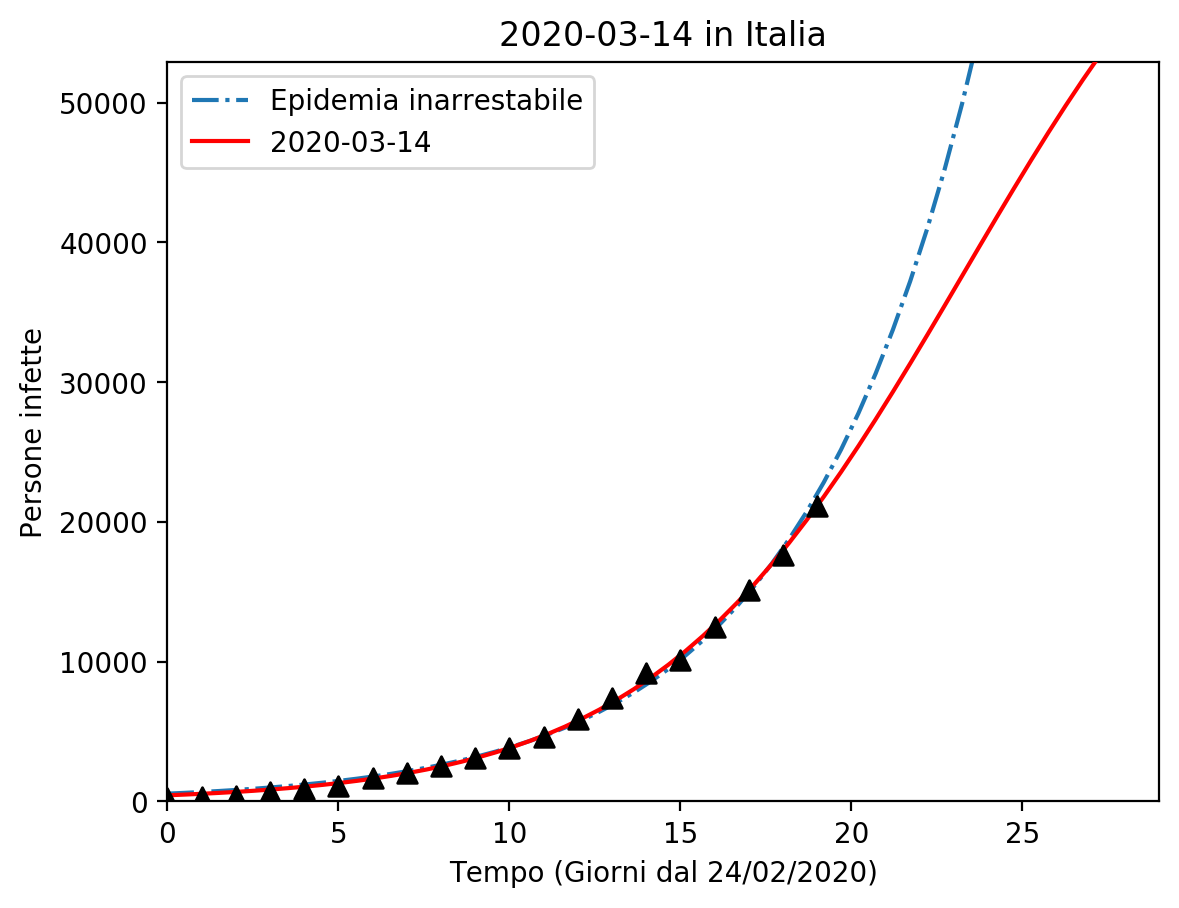 2020-03-14 in Italia
Epidemia inarrestabile
2020-03-14
50000
40000
30000
20000
10000
0
Persone infette
0 5 10 15 20 25
Tempo (Giorni dal 24/02/2020)